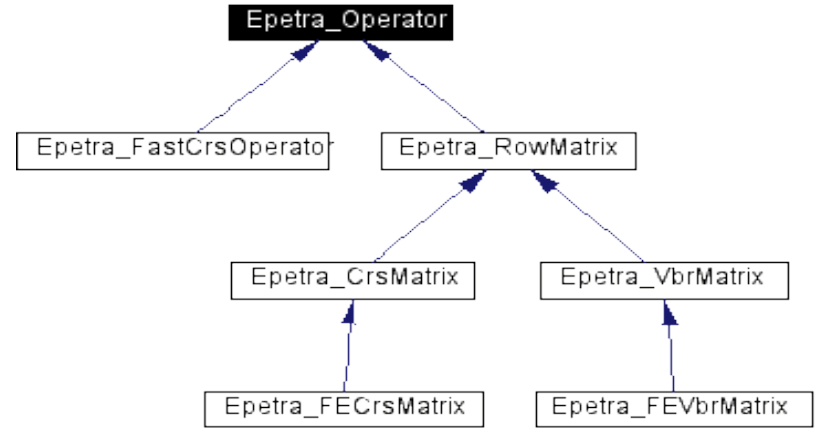 Epetra_Operator
Epetra_FastCrsOperator
Epetra_RowMatrix
Epetra_CrsMatrix
Epetra_VbrMatrix
Epetra_FECrsMatrix
Epetra_FEVbrMatrix